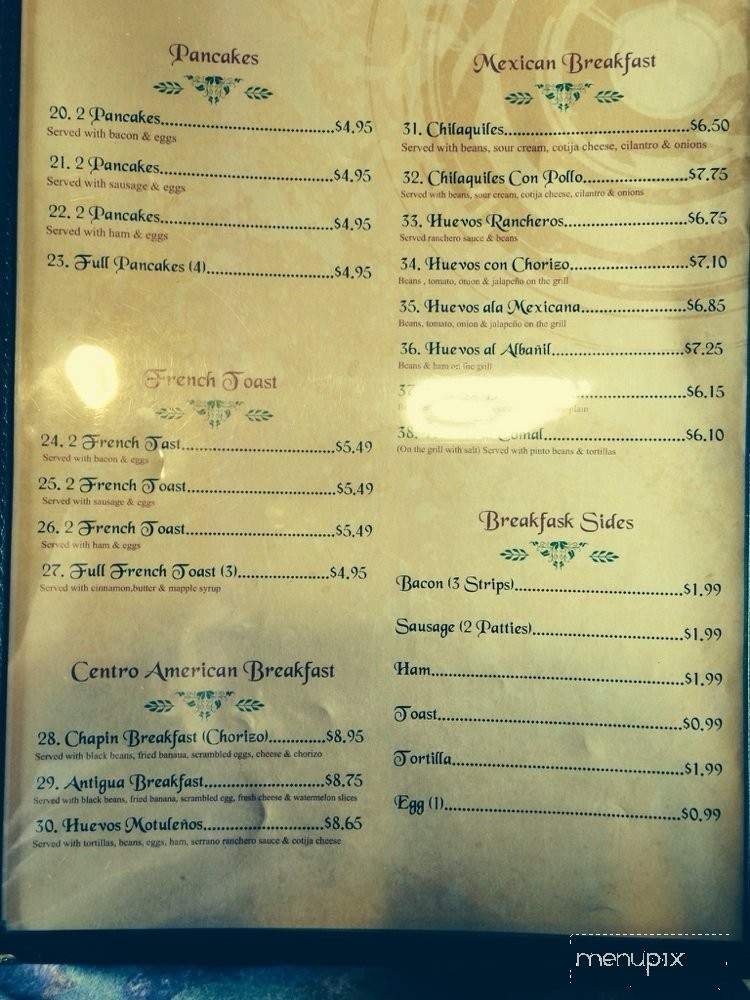 Pancakes
20. 2 Pancakes.....$4.95
Served with bacon & eggs
21. 2 Pancakes.....$4.95
Served with sausage & eggs
22. 2 Pancakes.....$4.95
Served with ham & eggs
23. Full Pancakes (4).....$4.95
French Toast
24. 2 French Tast.....$5.49
Served with bacon & eggs
25. 2 French Toast.....$5.49
Served with sausage & eggs
26. 2 French Toast.....$5.49
Served with ham & eggs
27. Full French Toast (3).....$4.95
Served with cinnamon,butter & mapple syrup
Centro American Breakfast
28. Chapin Breakfast (Chorizo).....$8.95
Served with black beans, fried banana, scrambled eggs, cheese & chorizo
29. Antigua Breakfast.....$8.75
Served with black beans, fried banana, scrambled egg, fresh cheese & watermelon slices
30. Huevos Motuleños.....$8.65
Served with tortillas, beans, eggs, ham, serrano ranchero sauce & cotija cheese
Mexican Breakfast
31. Chilaquiles.....$6.50
Served with beans, sour cream, cotija cheese, cilantro & onions
32. Chilaquiles Con Pollo.....$7.75
Served with beans, sour cream, cotija cheese, cilantro & onions
33. Huevos Rancheros.....$6.75
Served ranchero sauce & beans
34. Huevos con Chorizo.....$7.10
Beans , tomato, onion & jalapeño on the grill
35. Huevos ala Mexicana.....$6.85
Beans, tomato, onion & jalapeño on the grill
36. Huevos al Albañil.....$7.25
Beans & ham on the grill
37. .....$6.15
plain
38. Comal.....$6.10
(On the grill with salt) Served with pinto beans & tortillas
Breakfask Sides
Bacon (3 Strips).....$1.99
Sausage (2 Patties).....$1.99
Ham.....$1.99
Toast.....$0.99
Tortilla.....$1.99
Egg (1).....$0.99
menupix